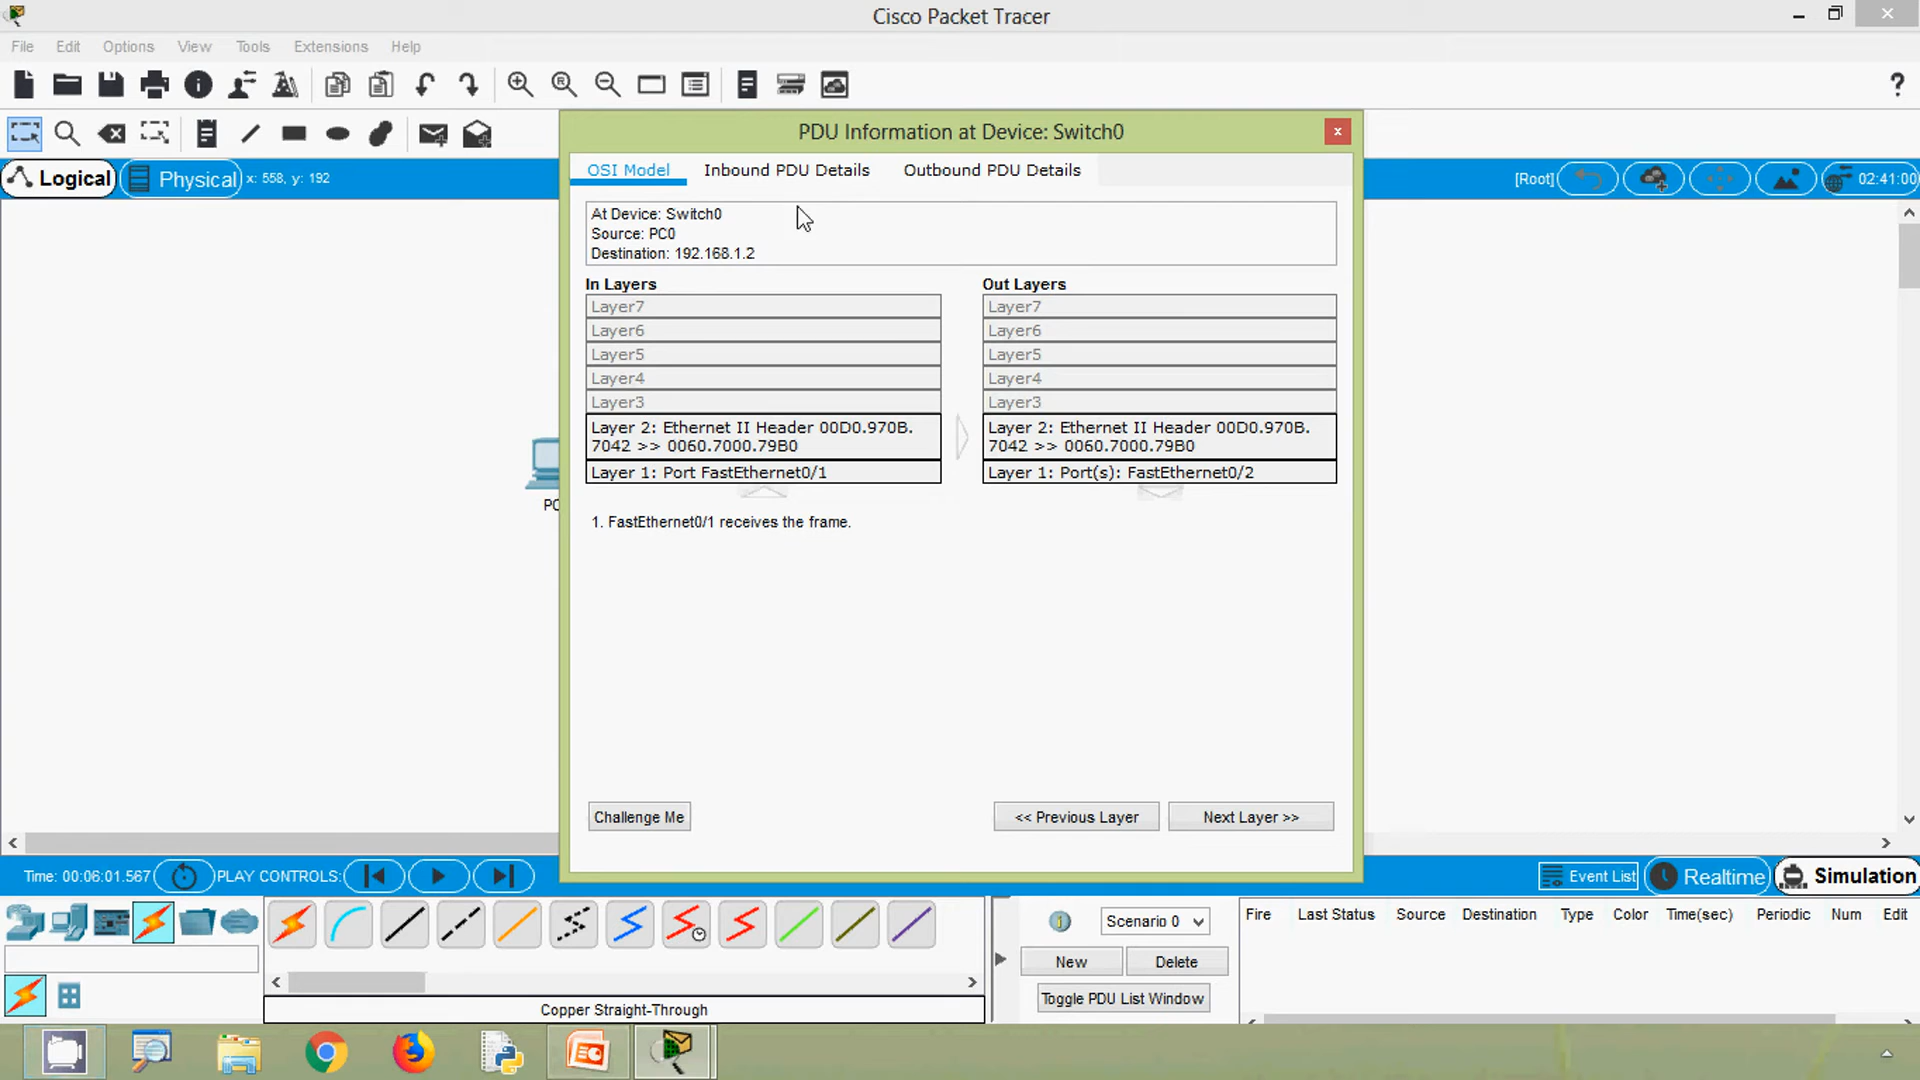 Cisco Packet Tracer
File Edit Options View Tools Extensions Help
Logical Physical x: 558, y: 192
[Root] 02:41:00
PDU Information at Device: Switch0
OSI Model Inbound PDU Details Outbound PDU Details
At Device: Switch0
Source: PC0
Destination: 192.168.1.2
In Layers
Layer7
Layer6
Layer5
Layer4
Layer3
Layer 2: Ethernet II Header 00D0.970B.
7042 >> 0060.7000.79B0
Layer 1: Port FastEthernet0/1
Out Layers
Layer7
Layer6
Layer5
Layer4
Layer3
Layer 2: Ethernet II Header 00D0.970B.
7042 >> 0060.7000.79B0
Layer 1: Port(s): FastEthernet0/2
1. FastEthernet0/1 receives the frame.
Challenge Me << Previous Layer Next Layer >>
Time: 00:06:01.567 PLAY CONTROLS:
Event List Realtime Simulation
Scenario 0
New Delete
Toggle PDU List Window
Fire Last Status Source Destination Type Color Time(sec) Periodic Num Edit
Copper Straight-Through